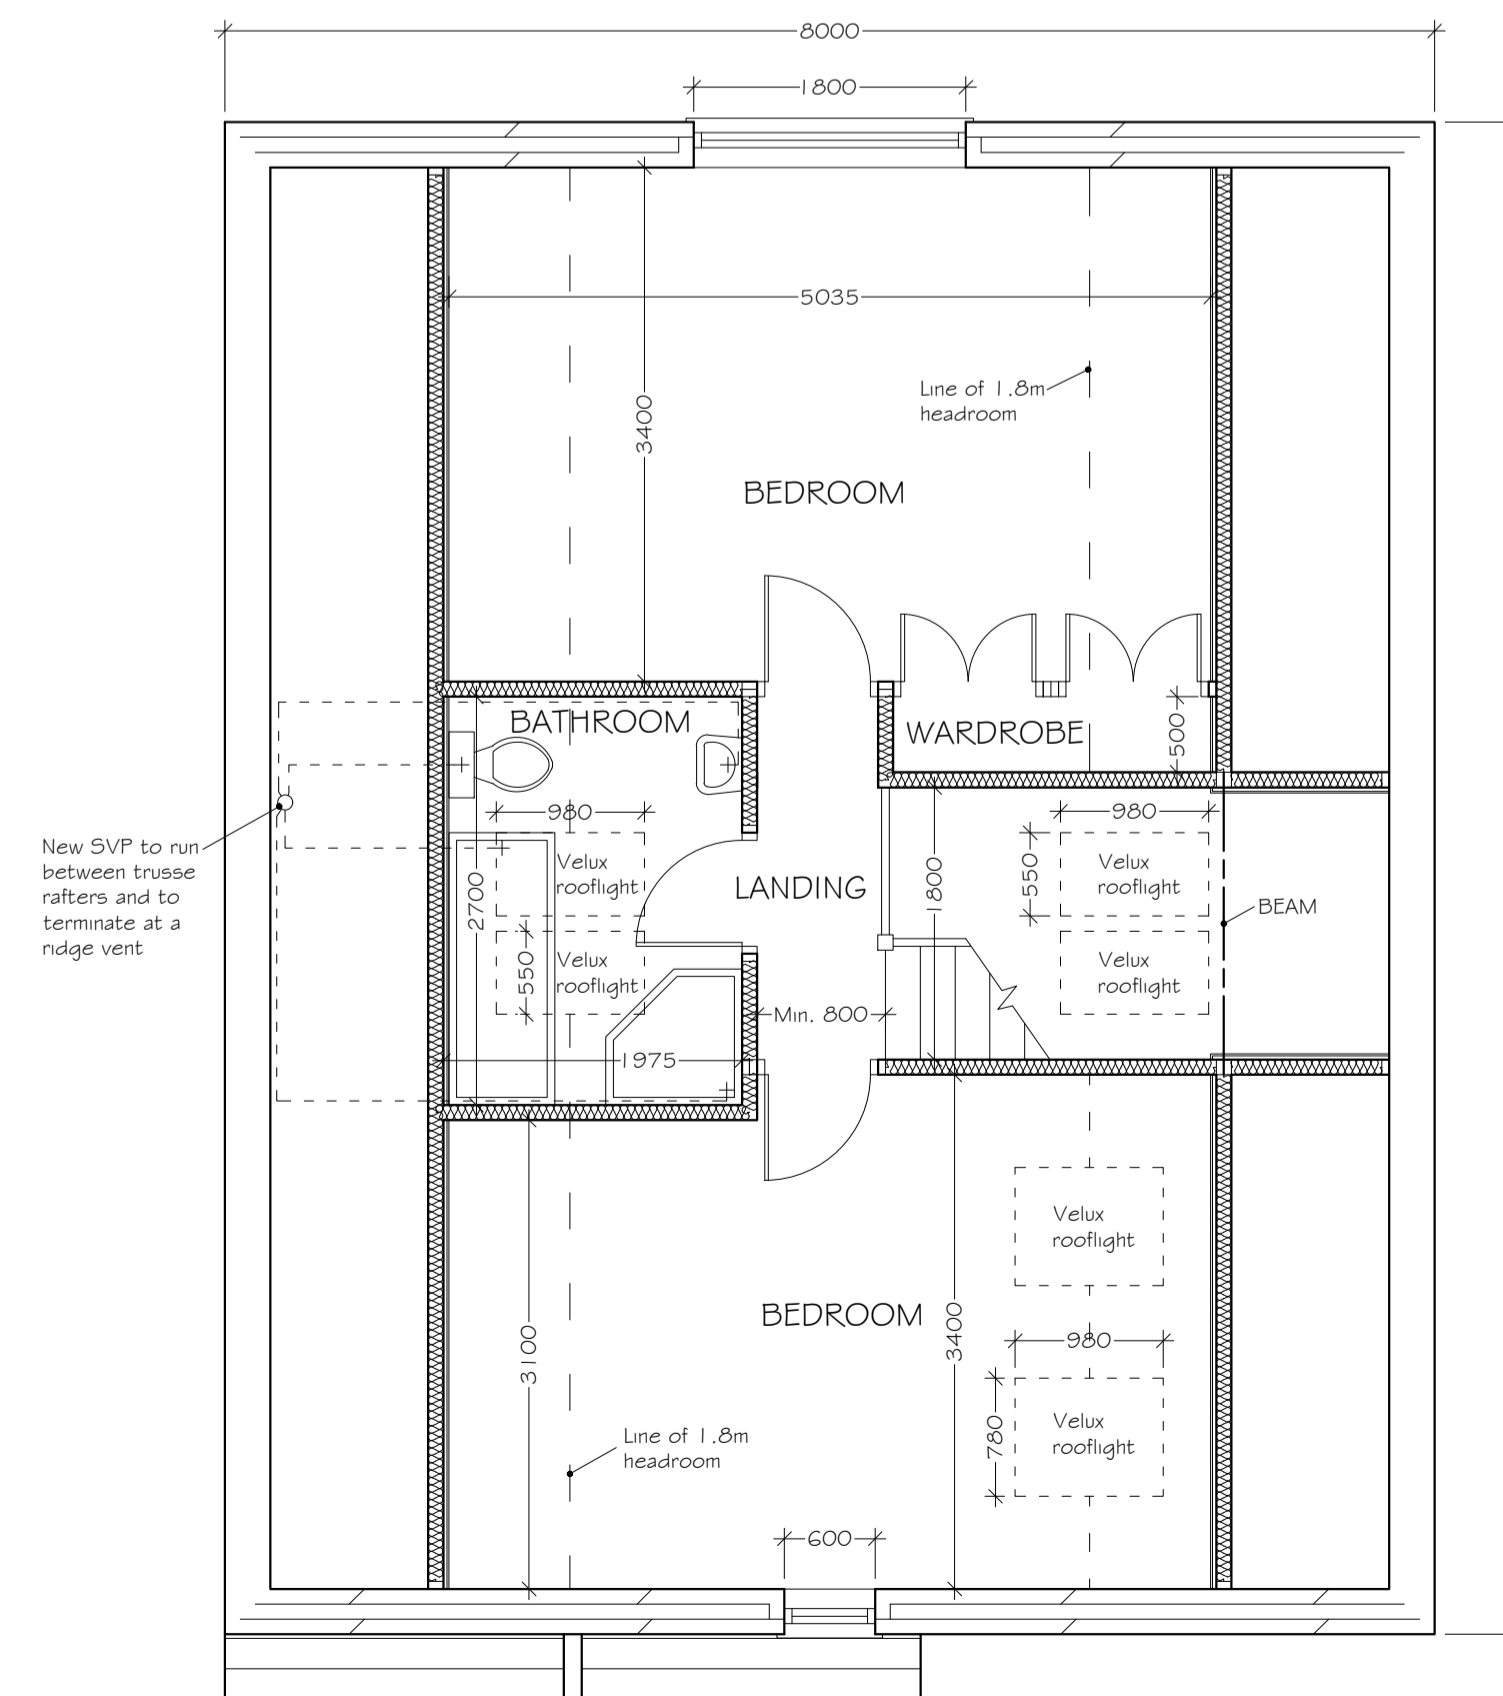 8000
1800
5035
Line of 1.8m
headroom
3400
BEDROOM
BATHROOM
WARDROBE
500
980
980
New SVP to run
between trusse
rafters and to
terminate at a
ridge vent
Velux
rooflight
2700
LANDING
1800
550
Velux
rooflight
BEAM
550
Velux
rooflight
Velux
rooflight
Min. 800
1975
Velux
rooflight
BEDROOM
3400
3100
980
780
Velux
rooflight
Line of 1.8m
headroom
600